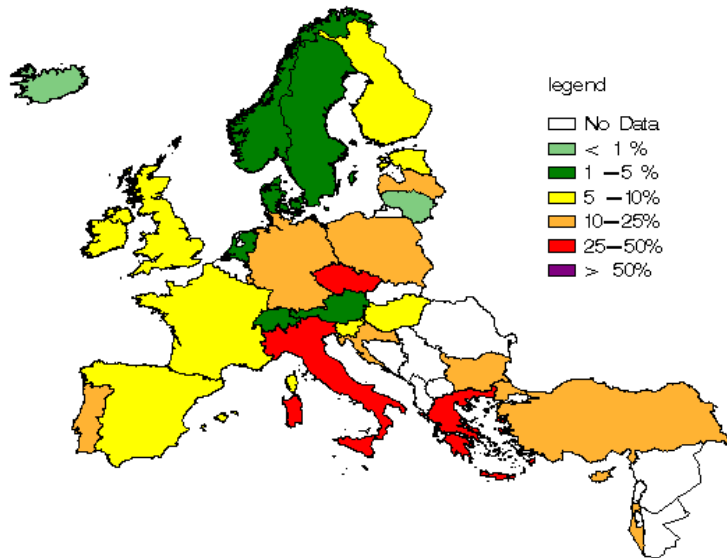 legend
No Data
< 1 %
1 –5 %
5 –10%
10–25%
25–50%
> 50%